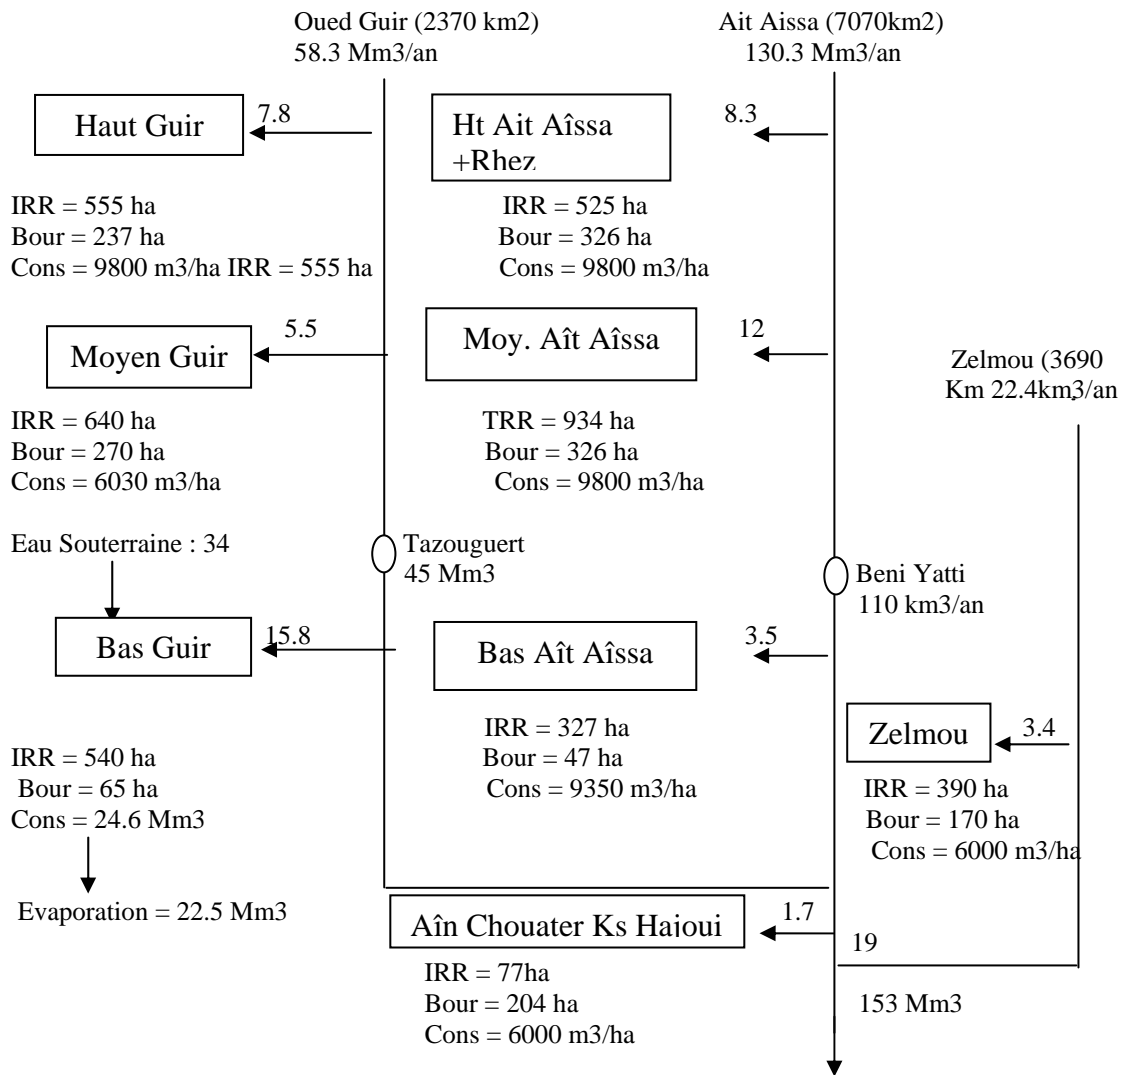 Oued Guir (2370 km2)
58.3 Mm3/an
Ait Aissa (7070km2)
130.3 Mm3/an
Haut Guir
7.8
Ht Ait Aîssa
+Rhez
8.3
IRR = 555 ha
Bour = 237 ha
Cons = 9800 m3/ha IRR = 555 ha
IRR = 525 ha
Bour = 326 ha
Cons = 9800 m3/ha
Moyen Guir
5.5
Moy. Aît Aîssa
12
Zelmou (3690
Km 22.4km3/an
IRR = 640 ha
Bour = 270 ha
Cons = 6030 m3/ha
TRR = 934 ha
Bour = 326 ha
Cons = 9800 m3/ha
Eau Souterraine : 34
Tazouguert
45 Mm3
Beni Yatti
110 km3/an
Bas Guir
15.8
Bas Aît Aîssa
3.5
Zelmou
3.4
IRR = 540 ha
Bour = 65 ha
Cons = 24.6 Mm3
IRR = 327 ha
Bour = 47 ha
Cons = 9350 m3/ha
IRR = 390 ha
Bour = 170 ha
Cons = 6000 m3/ha
Evaporation = 22.5 Mm3
Aîn Chouater Ks Hajoui
1.7
19
IRR = 77ha
Bour = 204 ha
Cons = 6000 m3/ha
153 Mm3